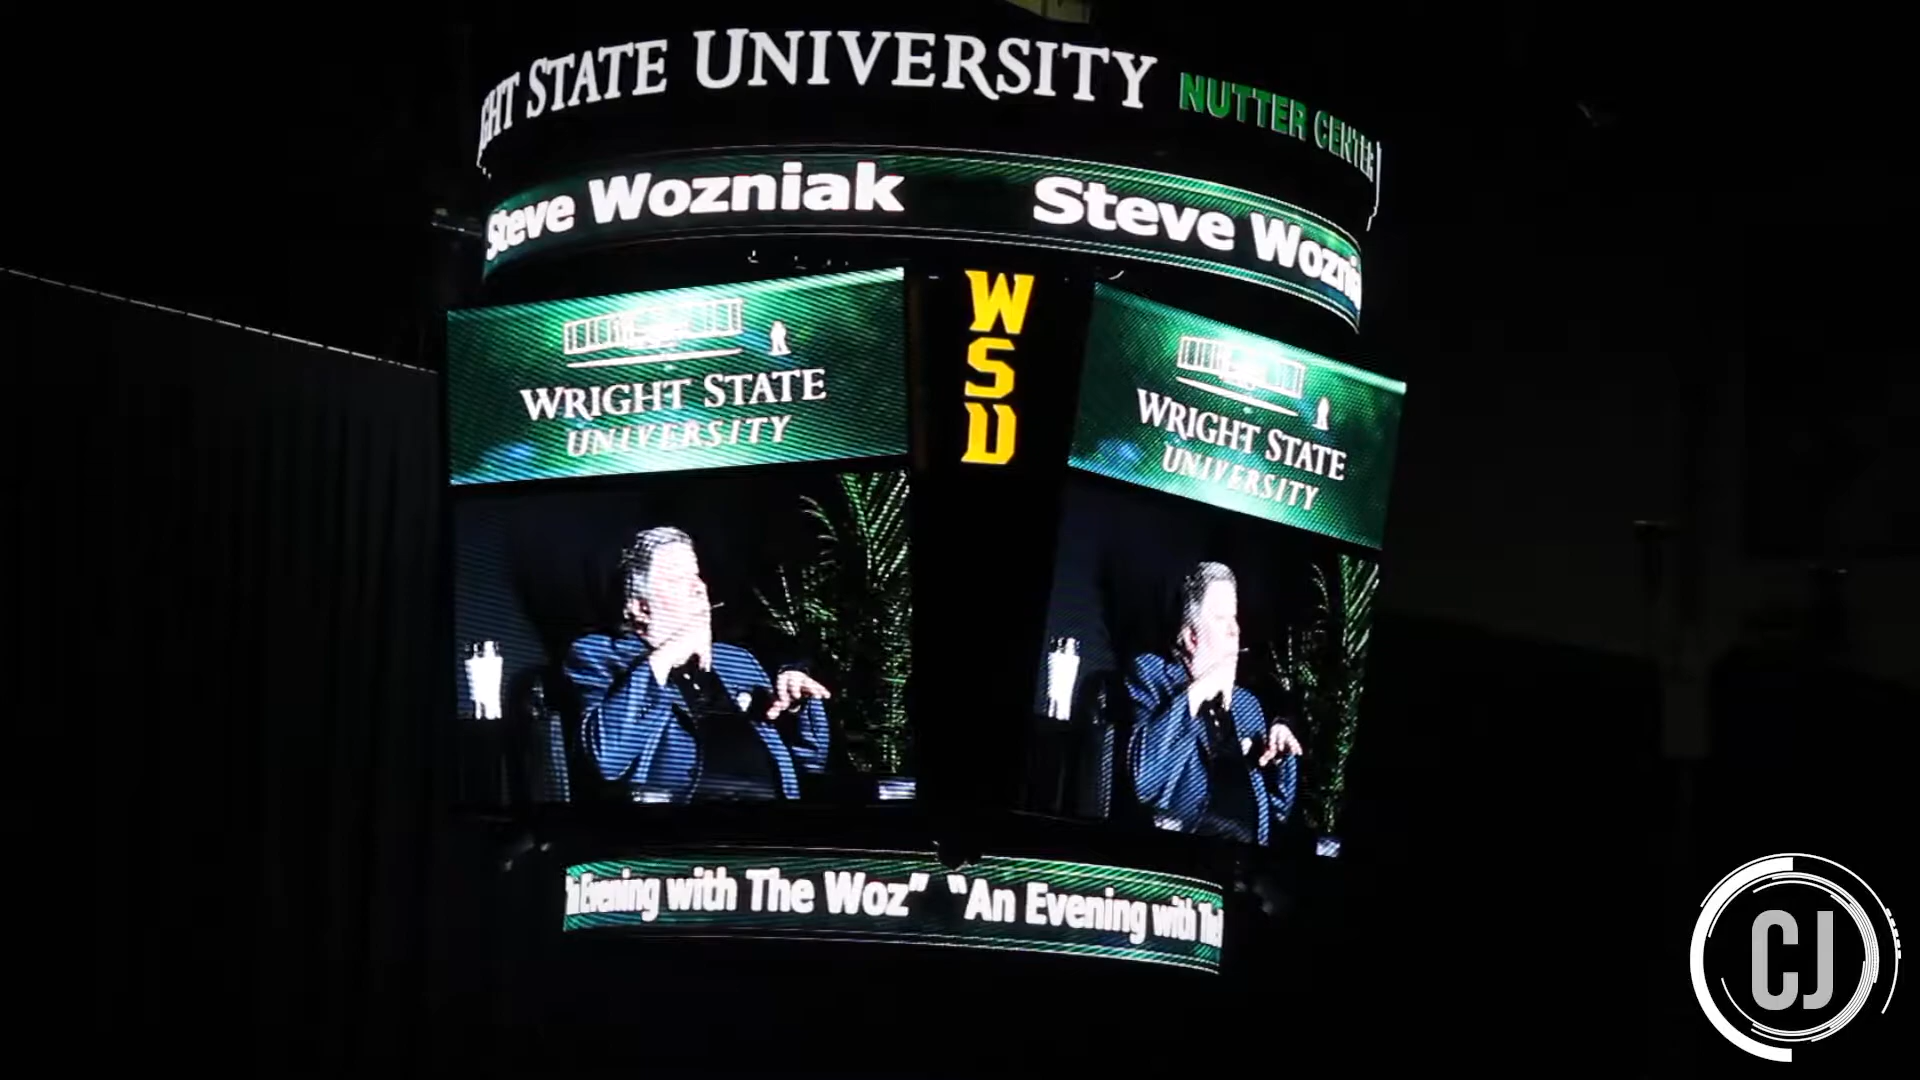 STATE UNIVERSITY NUTTER CENTER
Steve Wozniak Steve
WSU
WRIGHT STATE
UNIVERSITY
WRIGHT STATE
UNIVERSITY
Evening with The Woz" "An Evening with
CJ